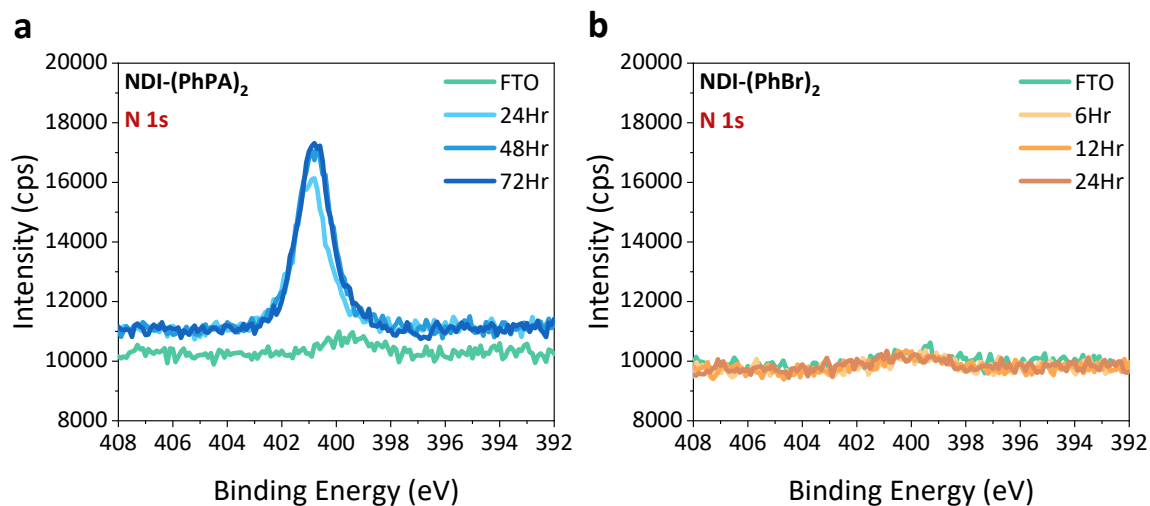 a
NDI-(PhPA)₂
N 1s
FTO
24Hr
48Hr
72Hr
20000
18000
16000
14000
12000
10000
8000
Intensity (cps)
408 406 404 402 400 398 396 394 392
Binding Energy (eV)
b
NDI-(PhBr)₂
N 1s
FTO
6Hr
12Hr
24Hr
20000
18000
16000
14000
12000
10000
8000
Intensity (cps)
408 406 404 402 400 398 396 394 392
Binding Energy (eV)